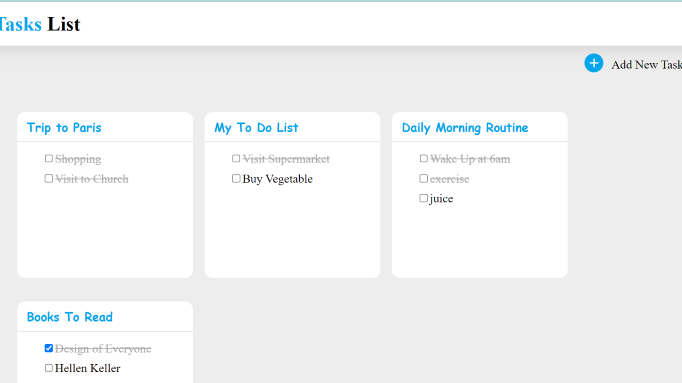 Tasks List
Add New Task
Trip to Paris
Shopping
Visit to Church
My To Do List
Visit Supermarket
Buy Vegetable
Daily Morning Routine
Wake Up at 6am
exercise
juice
Books To Read
Design of Everyone
Hellen Keller